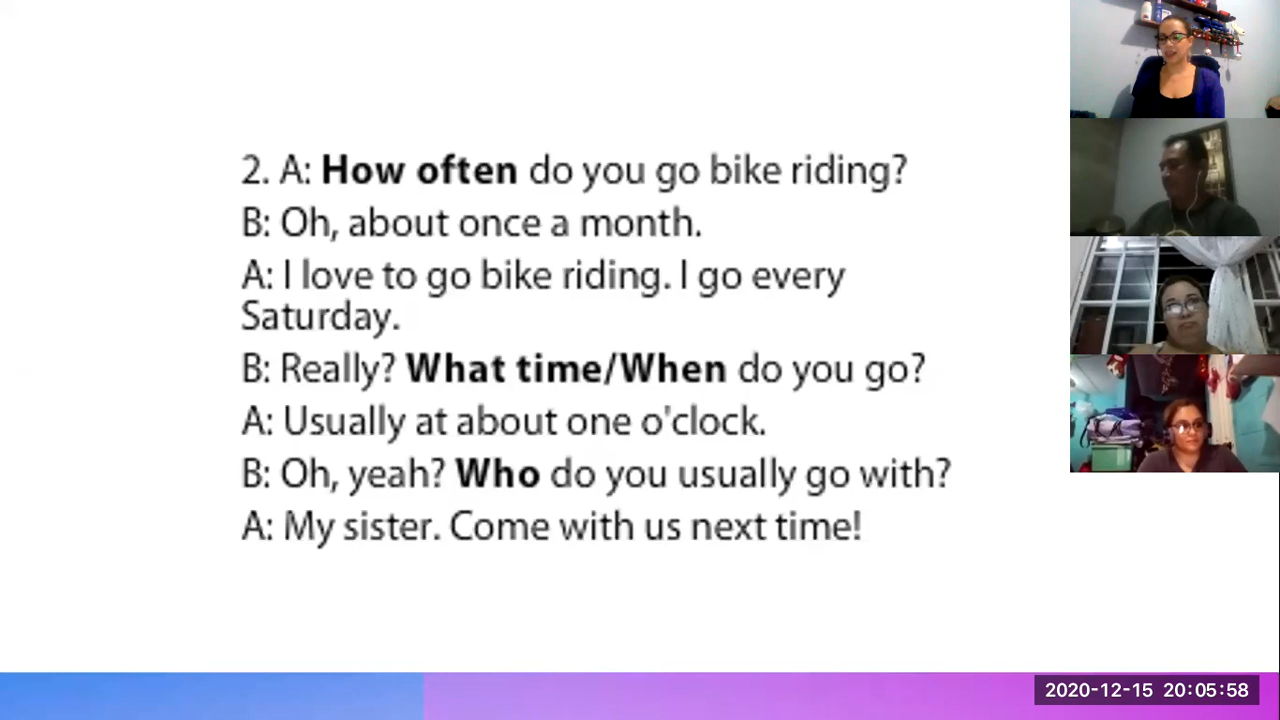 2. A: How often do you go bike riding?
B: Oh, about once a month.
A: I love to go bike riding. I go every
Saturday.
B: Really? What time/When do you go?
A: Usually at about one o'clock.
B: Oh, yeah? Who do you usually go with?
A: My sister. Come with us next time!
2020-12-15 20:05:58